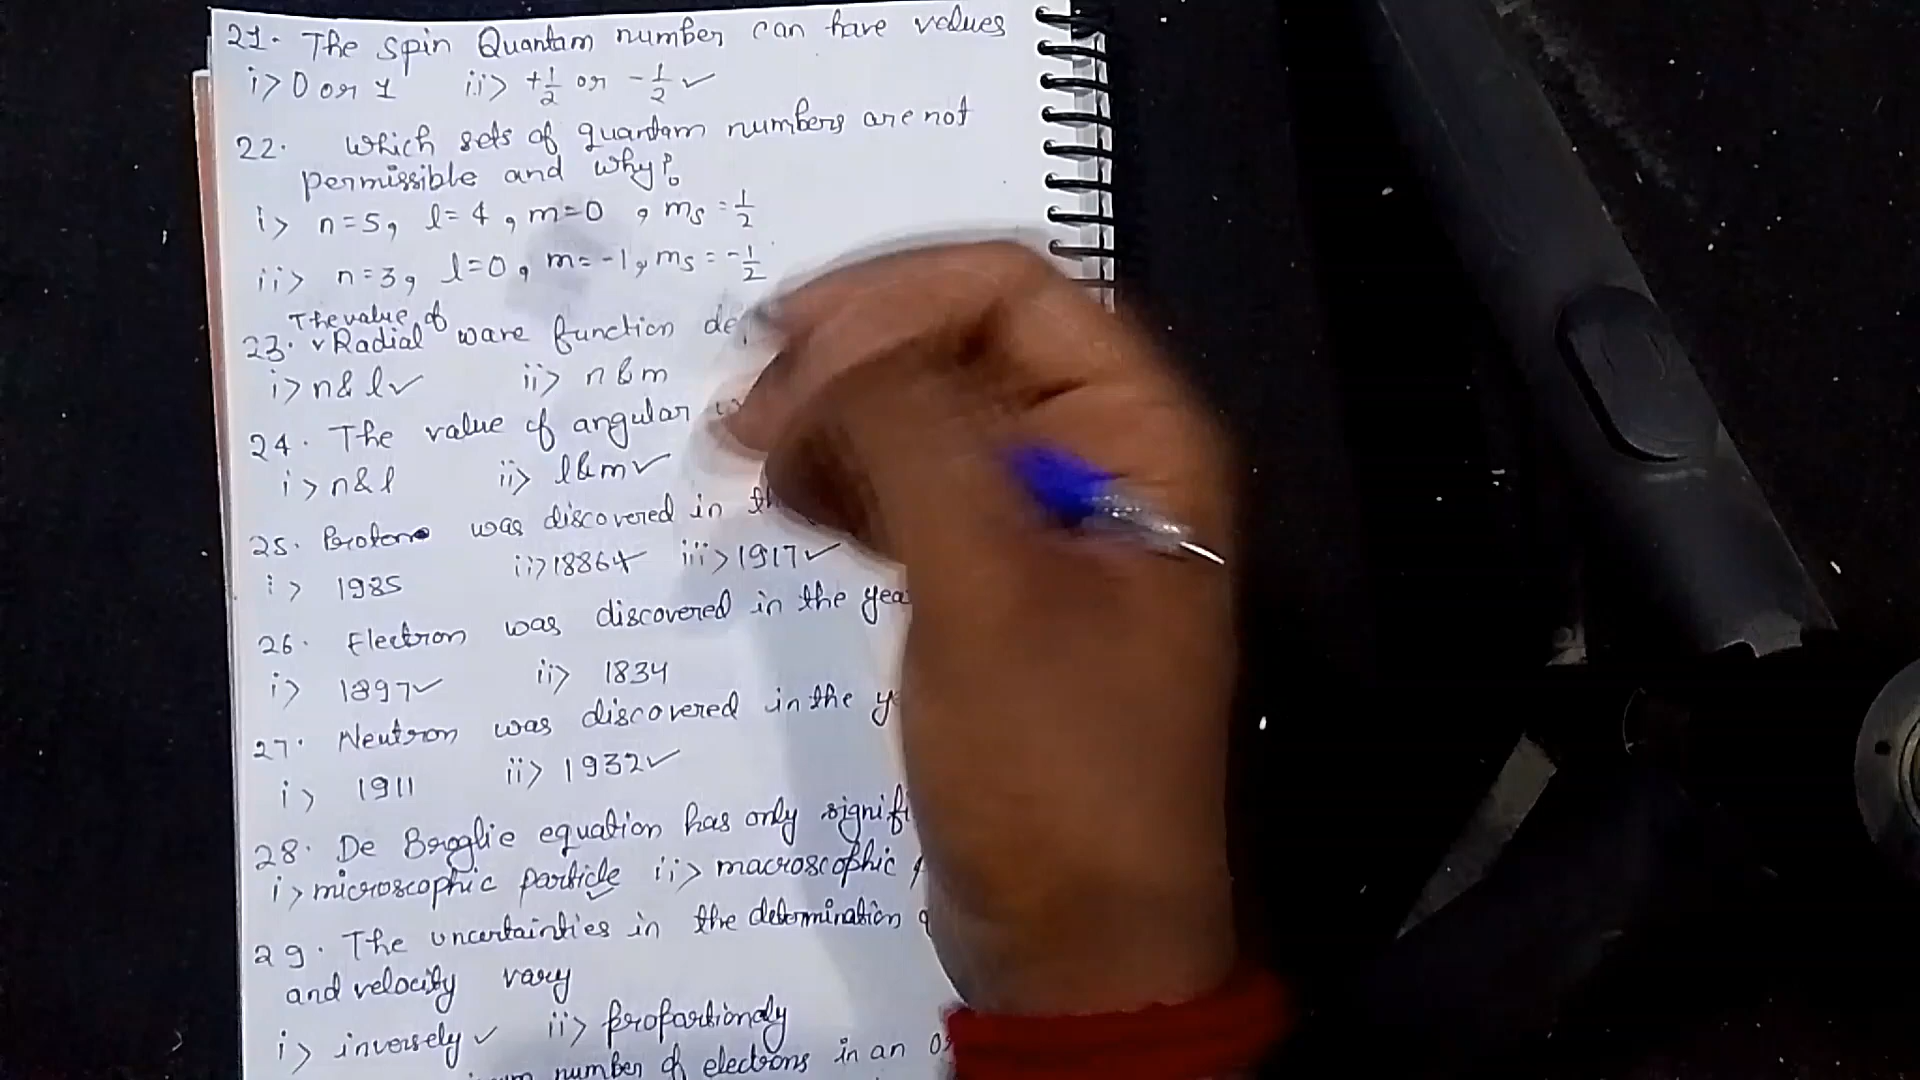 21. The spin Quantam number can have values
i> 0 or 1 ii> +1/2 or -1/2 ✓
22. Which sets of quantam numbers are not
permissible and why?
i> n=5, l=4, m=0, ms=1/2
ii> n=3, l=0, m=-1, ms=-1/2
The value of
23. Radial wave function
i> n&l ✓ ii> n&m
24. The value of angular
i> n&l ii> l&m ✓
25. Proton was discovered in
i> 1985 ii> 1886 iii> 1917 ✓
26. Electron was discovered in the
i> 1897 ✓ ii> 1834
27. Neutron was discovered in the
i> 1911 ii> 1932 ✓
28. De Broglie equation has only
i> microscophic particle ✓ ii> macroscophic
29. The uncertainties in the determination
and velocity vary
i> inversely ✓ ii> proportionaly
number of electrons in an